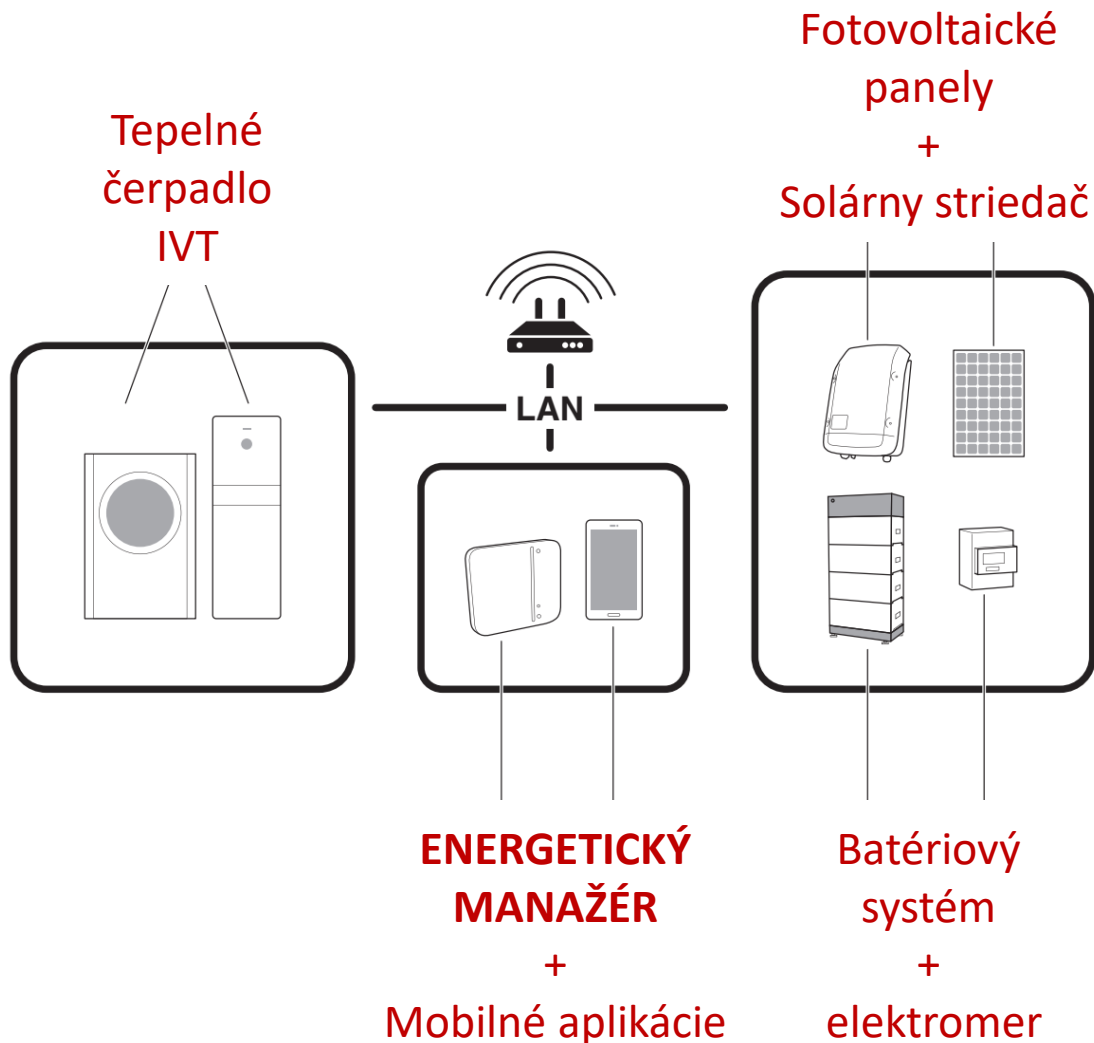 Tepelné
čerpadlo
IVT
Fotovoltaické
panely
+
Solárny striedač
LAN
ENERGETICKÝ
MANAŽÉR
+
Mobilné aplikácie
Batériový
systém
+
elektromer